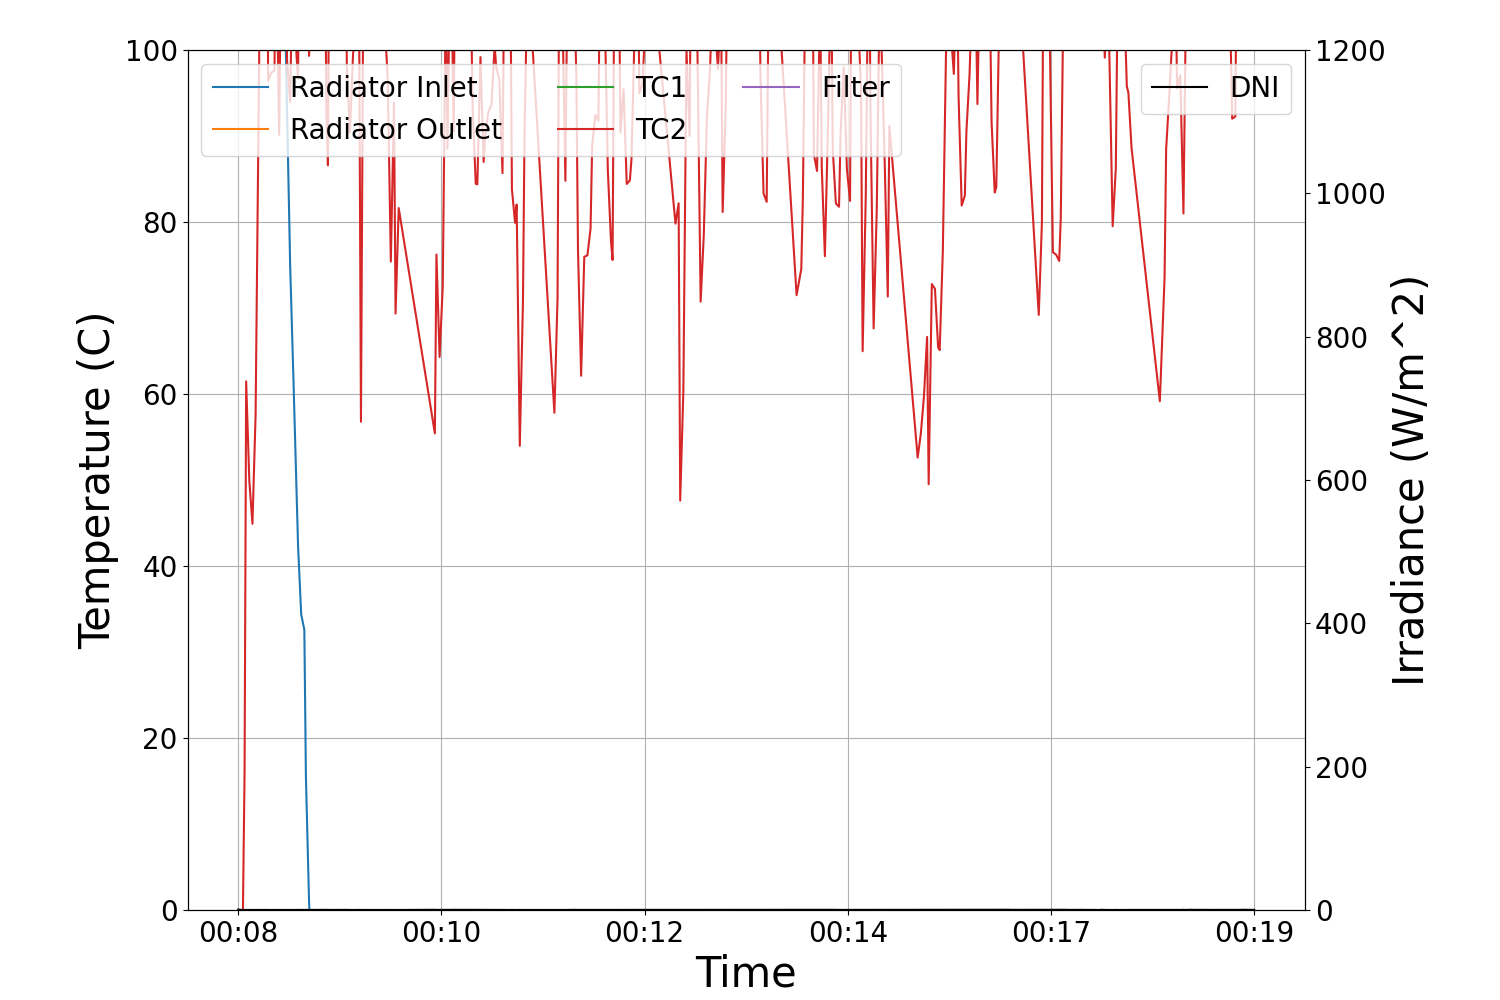 Radiator Inlet
Radiator Outlet
TC1
TC2
Filter
DNI
Temperature (C)
100
80
60
40
20
0
1200
1000
800
600
400
200
0
Irradiance (W/m^2)
00:08 00:10 00:12 00:14 00:17 00:19
Time